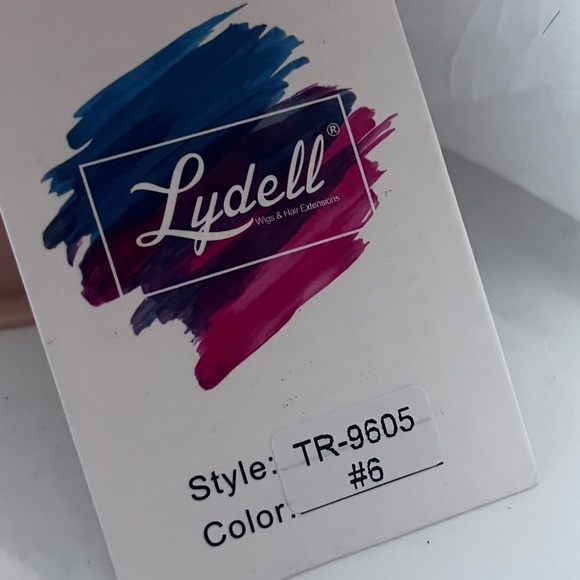 Lydell®
Wigs & Hair Extensions
Style: TR-9605
Color: #6